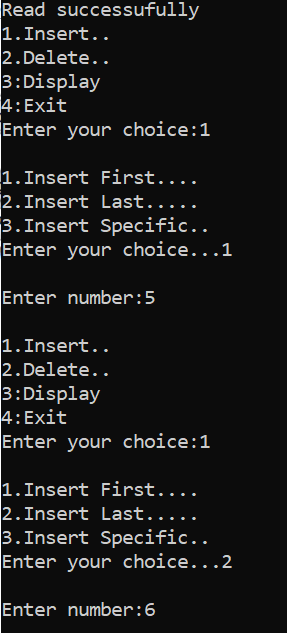 Read successufully
1.Insert..
2.Delete..
3:Display
4:Exit
Enter your choice:1
1.Insert First....
2.Insert Last.....
3.Insert Specific..
Enter your choice...1
Enter number:5
1.Insert..
2.Delete..
3:Display
4:Exit
Enter your choice:1
1.Insert First....
2.Insert Last.....
3.Insert Specific..
Enter your choice...2
Enter number:6